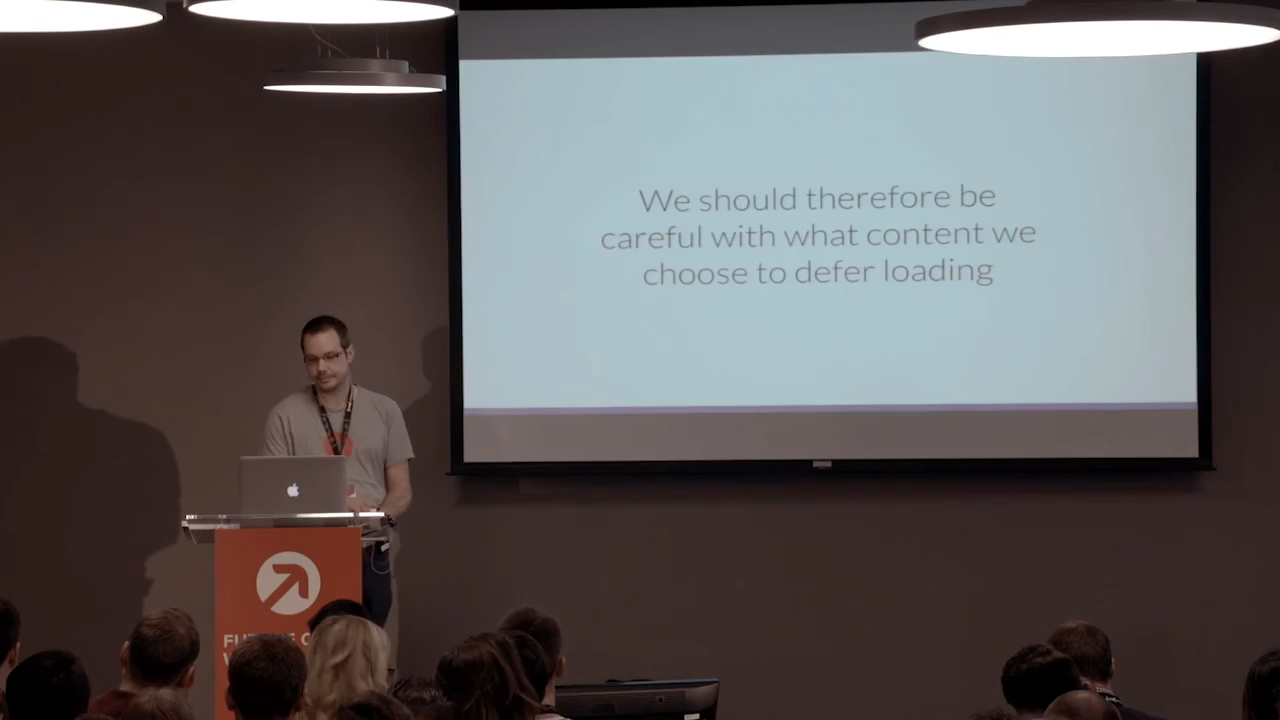 We should therefore be
careful with what content we
choose to defer loading